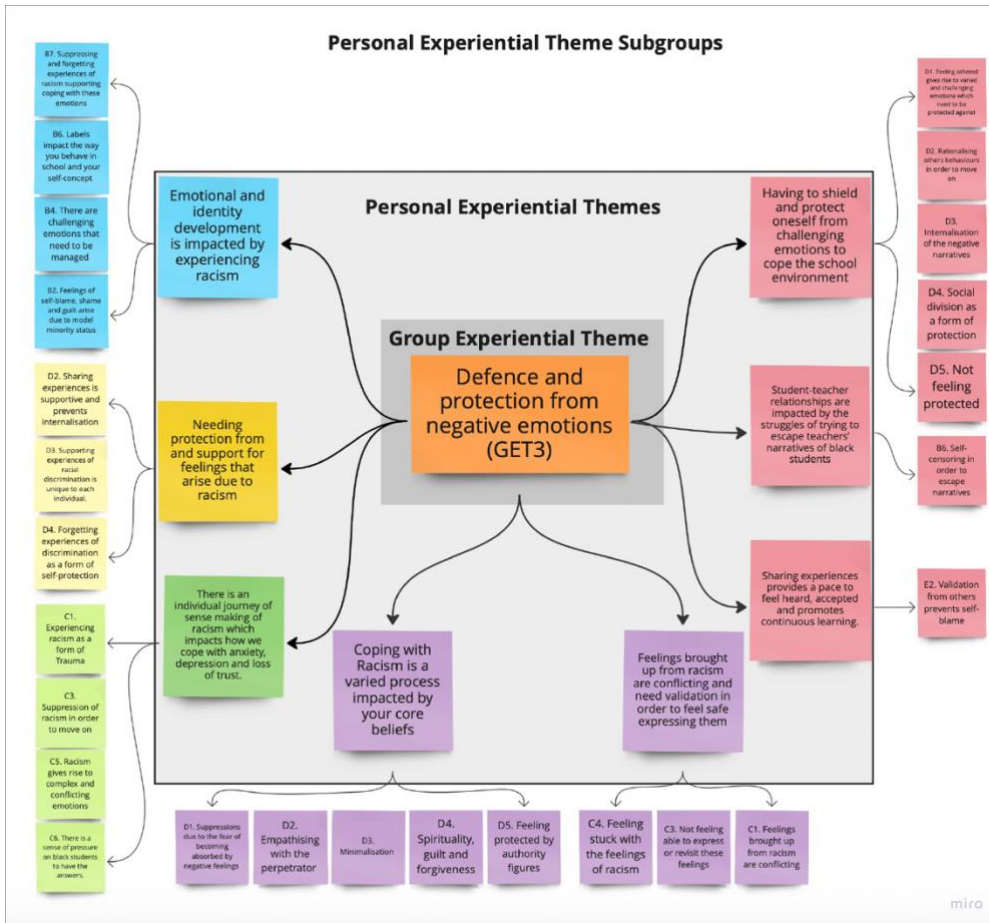 Personal Experiential Theme Subgroups
B7. Suppressing
and forgetting
experiences of
racism supporting
coping with these
emotions
B6. Labels
impact the way
you behave in
school and your
self-concept
B4. There are
challenging
emotions that
need to be
managed
B2. Feelings of
self-blame, shame
and guilt arise
due to model
minority status
D2. Sharing
experiences is
supportive and
prevents
internalisation
D3. Supporting
experiences of
racial
discrimination is
unique to each
individual.
D4. Forgetting
experiences of
discrimination
as a form of
self-protection
C1.
Experiencing
racism as a
form of
Trauma
C3.
Suppression of
racism in order
to move on
C5. Racism
gives rise to
complex and
conflicting
emotions
C6. There is a
sense of pressure
on black students
to have the
answers.
Personal Experiential Themes
Emotional and
identity
development
is impacted by
experiencing
racism
Needing
protection from
and support for
feelings that
arise due to
racism
There is an
individual journey of
sense making of
racism which
impacts how we
cope with anxiety,
depression and loss
of trust.
Group Experiential Theme
Defence and
protection from
negative emotions
(GET3)
Coping with
Racism is a
varied process
impacted by
your core
beliefs
Feelings brought
up from racism
are conflicting and
need validation in
order to feel safe
expressing them
Having to shield
and protect
oneself from
challenging
emotions to
cope the school
environment
Student-teacher
relationships are
impacted by the
struggles of trying to
escape teachers'
narratives of black
students
Sharing experiences
provides a pace to
feel heard, accepted
and promotes
continuous learning.
D1. Feeling othered
gives rise to varied
and challenging
emotions which
need to be
protected against
D2. Rationalising
others behaviours
in order to move
on
D3.
Internalisation
of the negative
narratives
D4. Social
division as a
form of
protection
D5. Not
feeling
protected
B6. Self-
censoring in
order to
escape
narratives
E2. Validation
from others
prevents self-
blame
D1. Suppressions
due to the fear of
becoming
absorbed by
negative feelings
D2.
Empathising
with the
perpetrator
D3.
Minimalisation
D4.
Spirituality,
guilt and
forgiveness
D5. Feeling
protected by
authority
figures
C4. Feeling
stuck with
the feelings
of racism
C3. Not feeling
able to express
or revisit these
feelings
C1. Feelings
brought up
from racism
are conflicting
miro